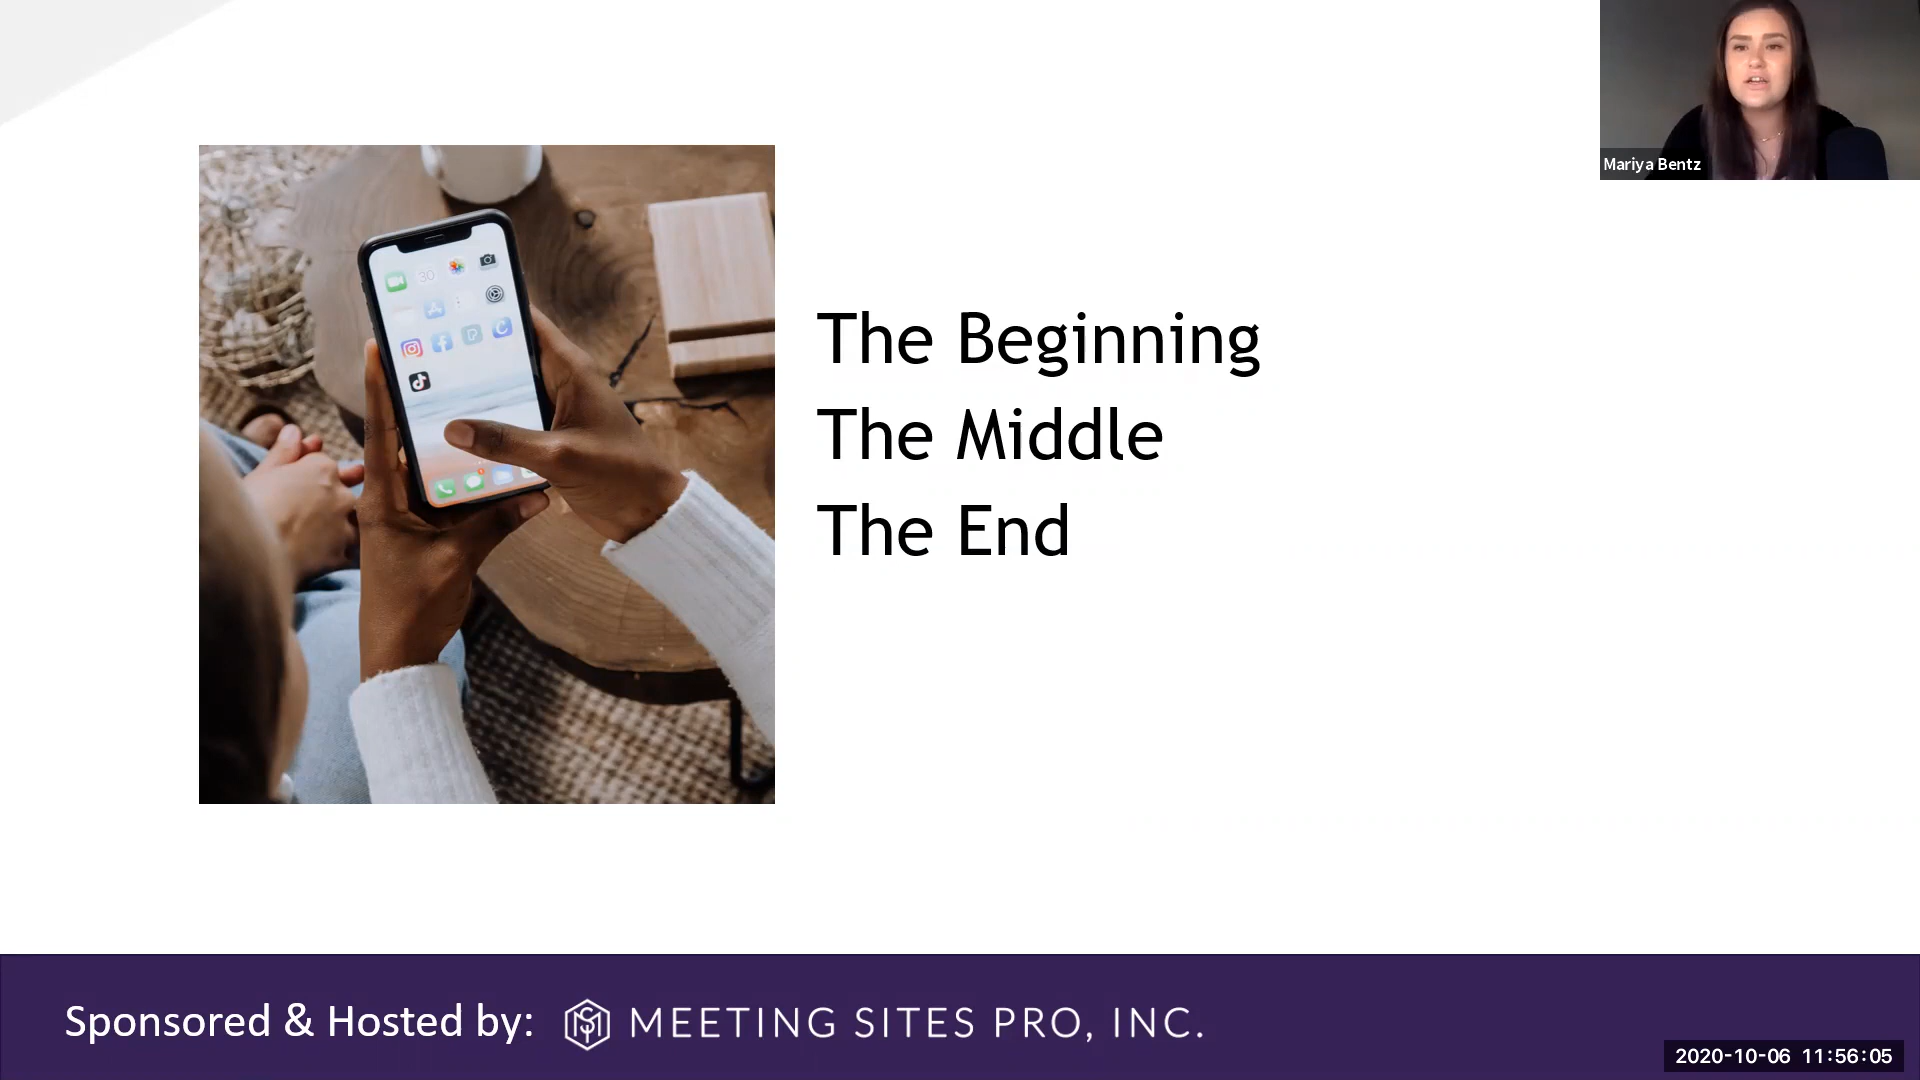 Mariya Bentz
30
The Beginning
The Middle
The End
Sponsored & Hosted by: MEETING SITES PRO, INC.
2020-10-06 11:56:05